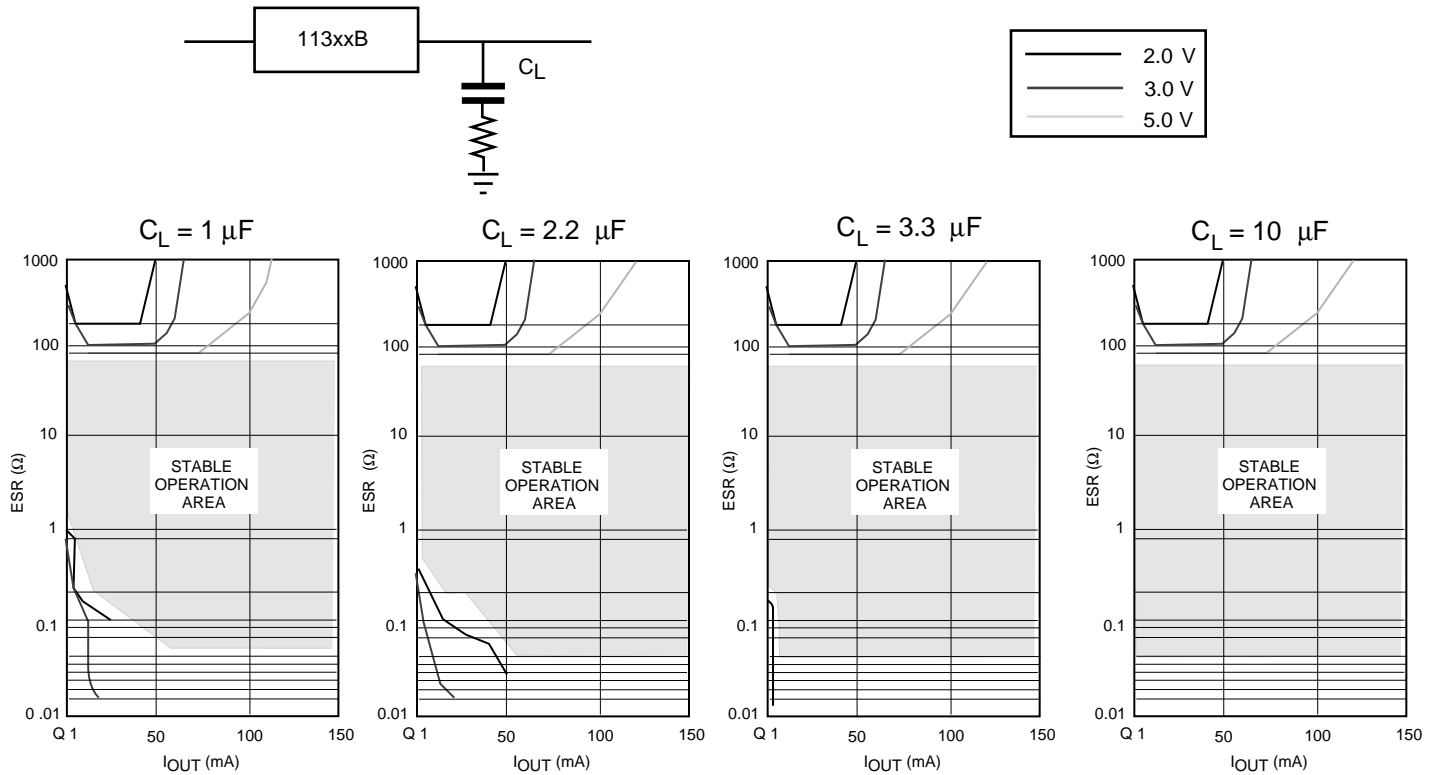 113xxB
CL
2.0 V
3.0 V
5.0 V
CL = 1 µF
1000
100
10
1
0.1
0 .01
ESR (Ω)
STABLE
OPERATION
AREA
Q 1
50
100
150
IOUT (mA)
CL = 2.2 µF
1000
100
10
1
0.1
0.01
ESR (Ω)
STABLE
OPERATION
AREA
Q 1
50
100
150
IOUT (mA)
CL = 3.3 µF
1000
100
10
1
0.1
0.01
ESR (Ω)
STABLE
OPERATION
AREA
Q 1
50
100
150
IOUT (mA)
CL = 10 µF
1000
100
10
1
0.1
0.01
ESR (Ω)
STABLE
OPERATION
AREA
Q 1
50
100
150
IOUT (mA)